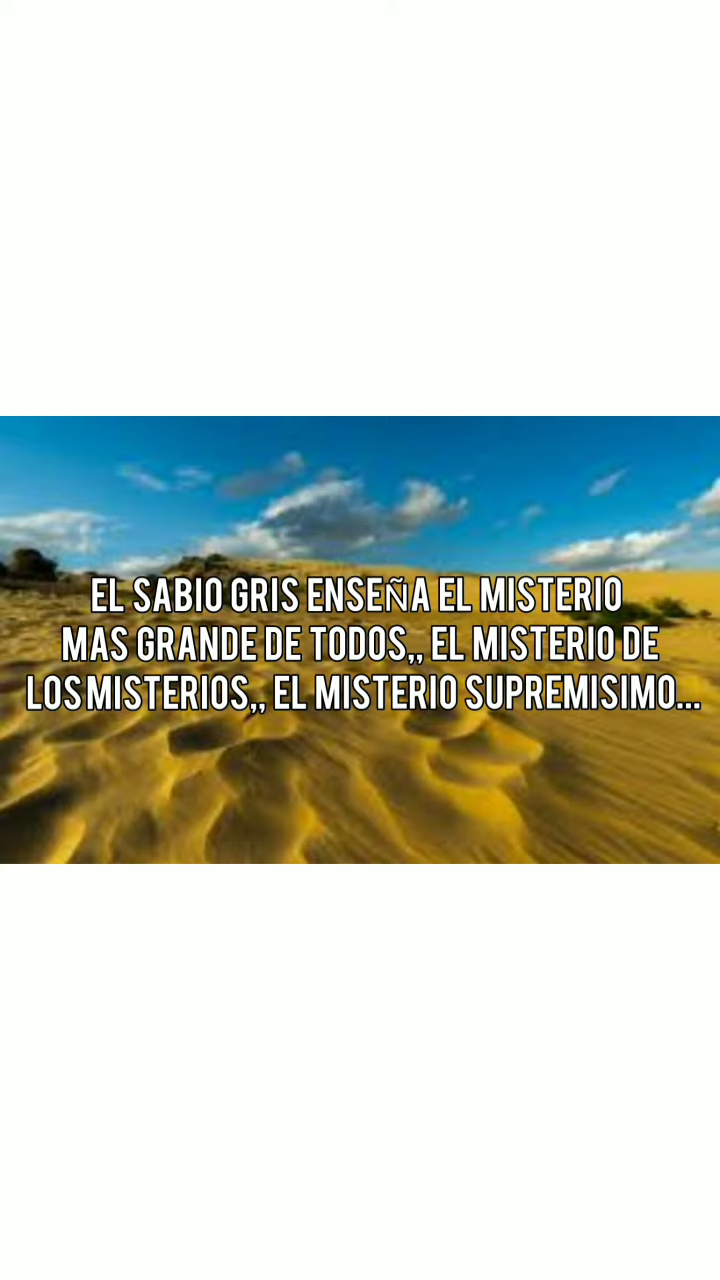 EL SABIO GRIS ENSEÑA EL MISTERIO
MAS GRANDE DE TODOS,, EL MISTERIO DE
LOS MISTERIOS,, EL MISTERIO SUPREMISIMO...